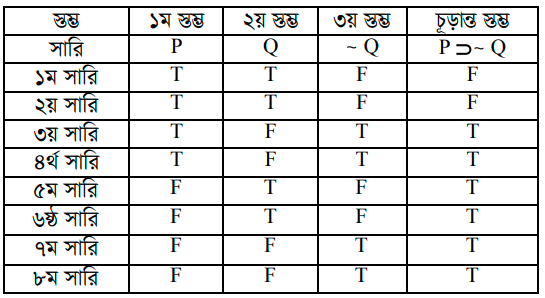 স্তম্ভ ১ম স্তম্ভ ২য় স্তম্ভ ৩য় স্তম্ভ চূড়ান্ত স্তম্ভ
সারি P Q ~ Q P ⊃~ Q
১ম সারি T T F F
২য় সারি T T F F
৩য় সারি T F T T
৪র্থ সারি T F T T
৫ম সারি F T F T
৬ষ্ঠ সারি F T F T
৭ম সারি F F T T
৮ম সারি F F T T